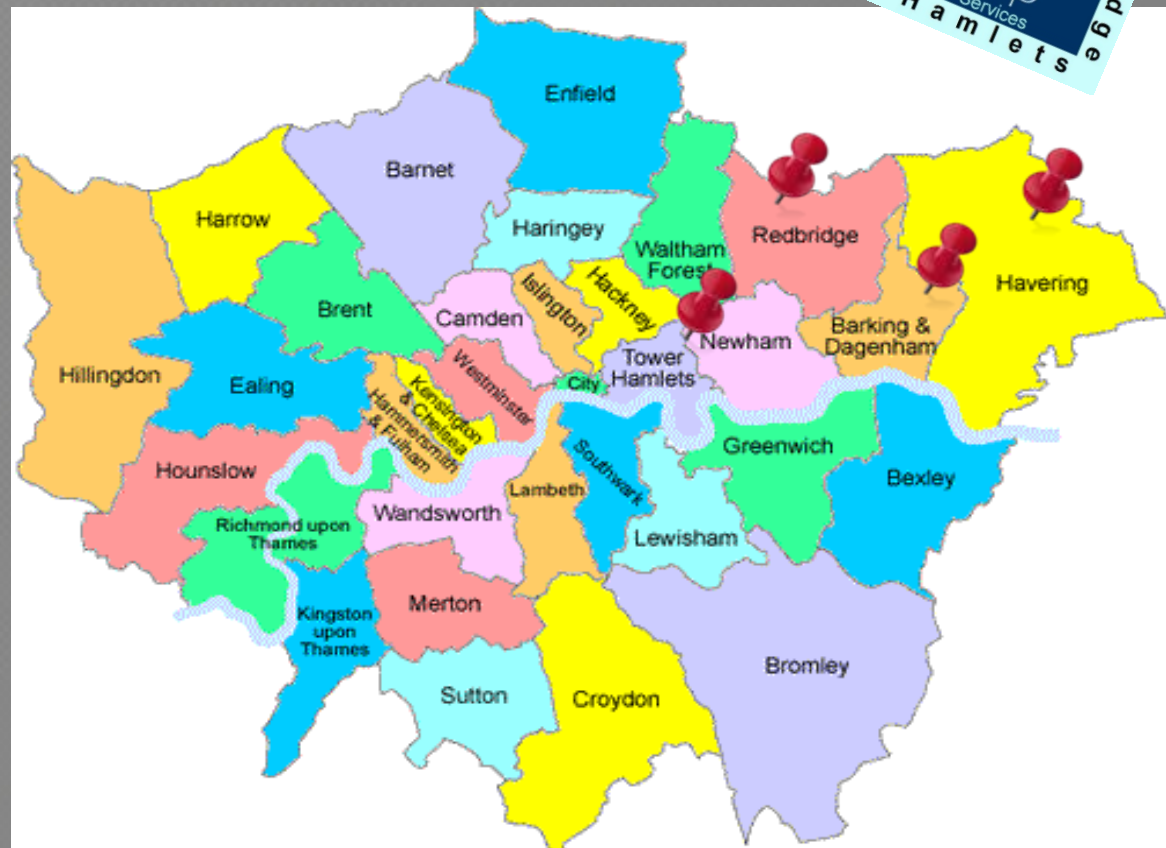 Services
Hamlets
dge
Enfield
Barnet
Harrow
Haringey
Waltham
Forest
Redbridge
Havering
Hackney
Islington
Camden
Brent
Newham
Barking &
Dagenham
Tower
Hamlets
City
Westminster
Kensington
& Chelsea
Hammersmith
& Fulham
Hillingdon
Ealing
Hounslow
Greenwich
Bexley
Southwark
Lambeth
Wandsworth
Lewisham
Richmond upon
Thames
Merton
Kingston
upon
Thames
Sutton
Croydon
Bromley